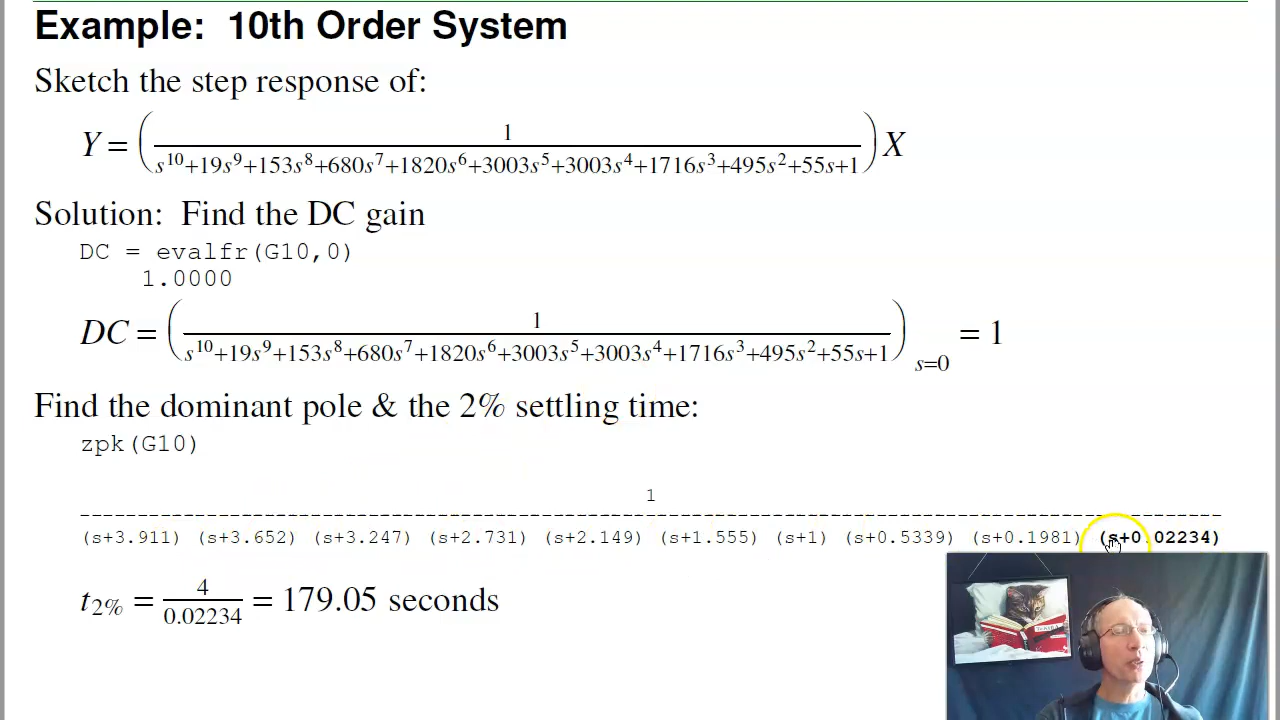 Example: 10th Order System
Sketch the step response of:
Y = ( 1 / s^10+19s^9+153s^8+680s^7+1820s^6+3003s^5+3003s^4+1716s^3+495s^2+55s+1 ) X
Solution: Find the DC gain
DC = evalfr(G10,0)
1.0000
DC = ( 1 / s^10+19s^9+153s^8+680s^7+1820s^6+3003s^5+3003s^4+1716s^3+495s^2+55s+1 )_{s=0} = 1
Find the dominant pole & the 2% settling time:
zpk(G10)
1
--------------------------------------------------------------------------------------------------
(s+3.911) (s+3.652) (s+3.247) (s+2.731) (s+2.149) (s+1.555) (s+1) (s+0.5339) (s+0.1981) (s+0.02234)
t_{2%} = 4 / 0.02234 = 179.05 seconds